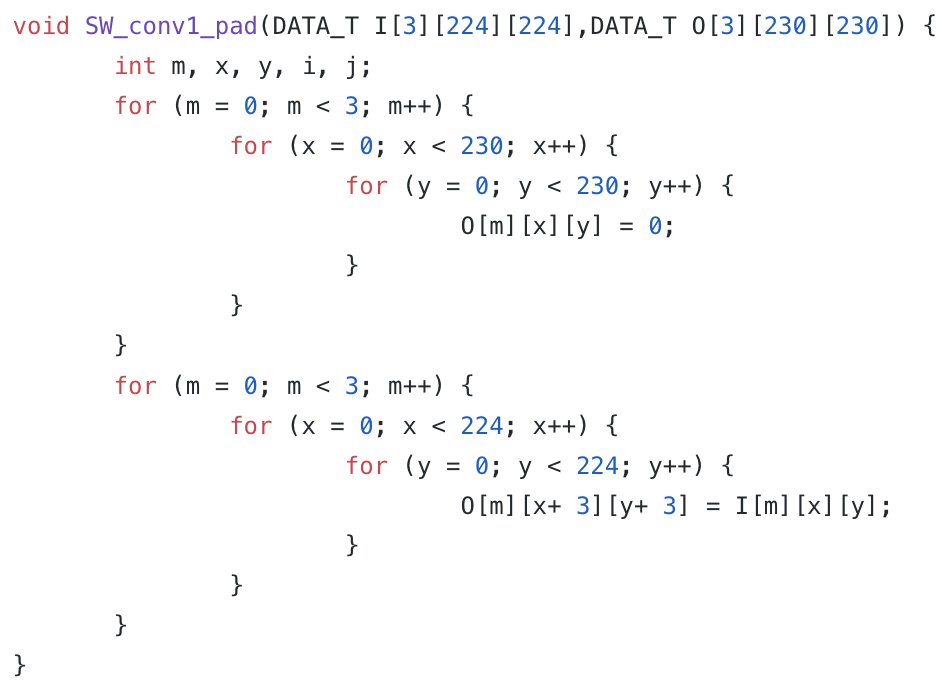 void SW_conv1_pad(DATA_T I[3][224][224],DATA_T O[3][230][230]) {
int m, x, y, i, j;
for (m = 0; m < 3; m++) {
for (x = 0; x < 230; x++) {
for (y = 0; y < 230; y++) {
O[m][x][y] = 0;
}
}
}
for (m = 0; m < 3; m++) {
for (x = 0; x < 224; x++) {
for (y = 0; y < 224; y++) {
O[m][x+ 3][y+ 3] = I[m][x][y];
}
}
}
}